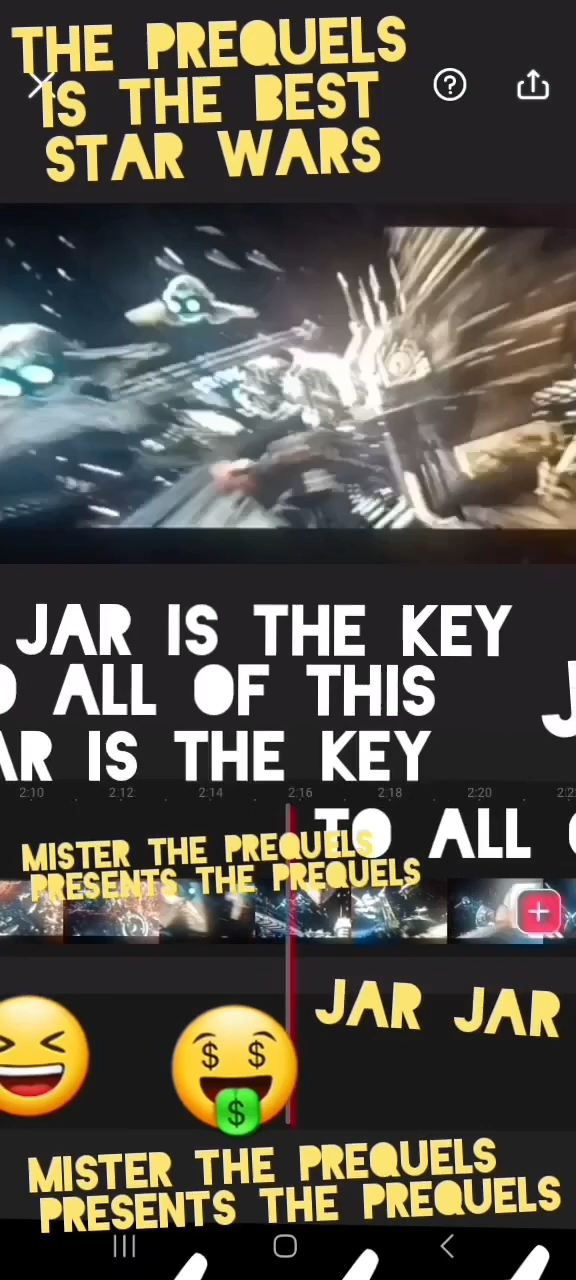 THE PREQUELS
IS THE BEST
STAR WARS
JAR IS THE KEY
O ALL OF THIS
J
AR IS THE KEY
2:10 2:12 2:14 2:16 2:18 2:20 2:2
TO ALL
MISTER THE PREQUELS
PRESENTS THE PREQUELS
JAR JAR
MISTER THE PREQUELS
PRESENTS THE PREQUELS